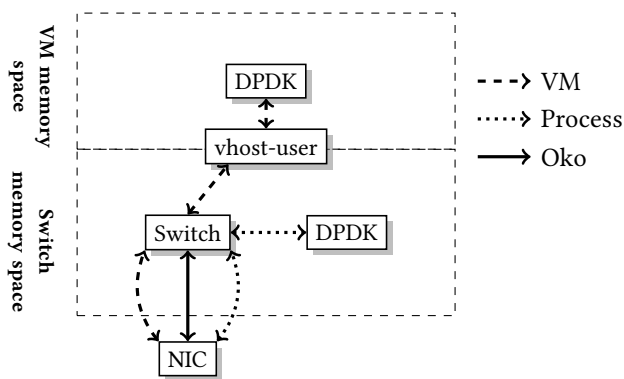 VM memory
space
DPDK
vhost-user
VM
Process
Oko
Switch
memory space
Switch
DPDK
NIC